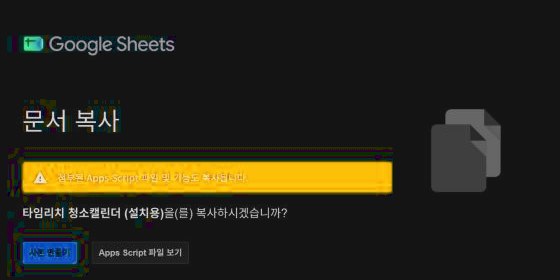 Google Sheets
문서 복사
첨부된 Apps Script 파일 및 기능도 복사됩니다.
타임리치 청소캘린더 (설치용)을(를) 복사하시겠습니까?
사본 만들기
Apps Script 파일 보기